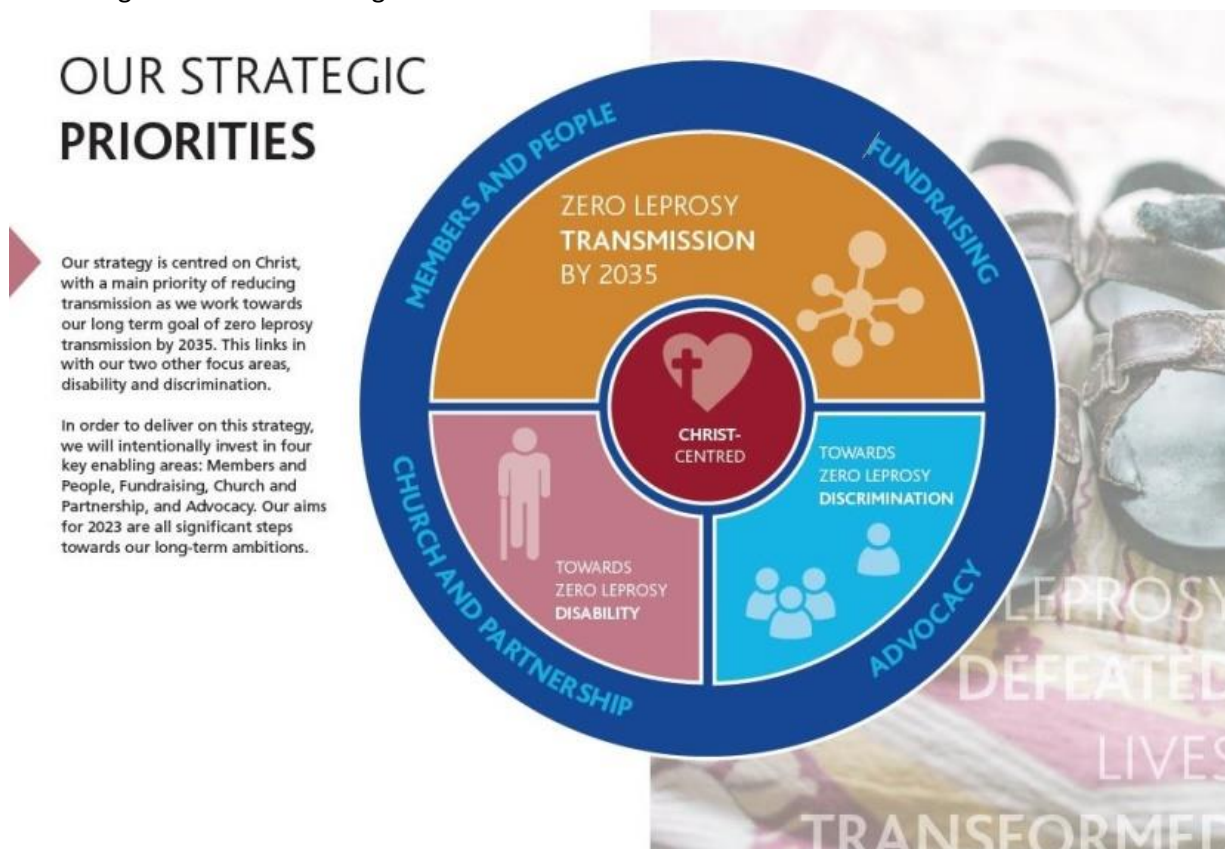 OUR STRATEGIC
PRIORITIES
Our strategy is centred on Christ,
with a main priority of reducing
transmission as we work towards
our long term goal of zero leprosy
transmission by 2035. This links in
with our two other focus areas,
disability and discrimination.
In order to deliver on this strategy,
we will intentionally invest in four
key enabling areas: Members and
People, Fundraising, Church and
Partnership, and Advocacy. Our aims
for 2023 are all significant steps
towards our long-term ambitions.
MEMBERS AND PEOPLE
FUNDRAISING
ZERO LEPROSY
TRANSMISSION
BY 2035
CHRIST-
CENTRED
TOWARDS
ZERO LEPROSY
DISABILITY
TOWARDS
ZERO LEPROSY
DISCRIMINATION
CHURCH AND PARTNERSHIP
ADVOCACY
LEPROSY
DEFEATED
LIVES
TRANSFORMED